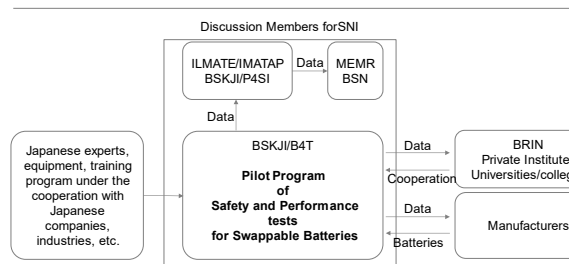 Discussion Members forSNI
ILMATE/IMATAP
BSKJI/P4SI
Data
MEMR
BSN
Data
Japanese experts,
equipment, training
program under the
cooperation with
Japanese
companies,
industries, etc.
BSKJI/B4T
Pilot Program
of
Safety and Performance
tests
for Swappable Batteries
Data
Cooperation
BRIN
Private Institute
Data
Batteries
Manufacturers